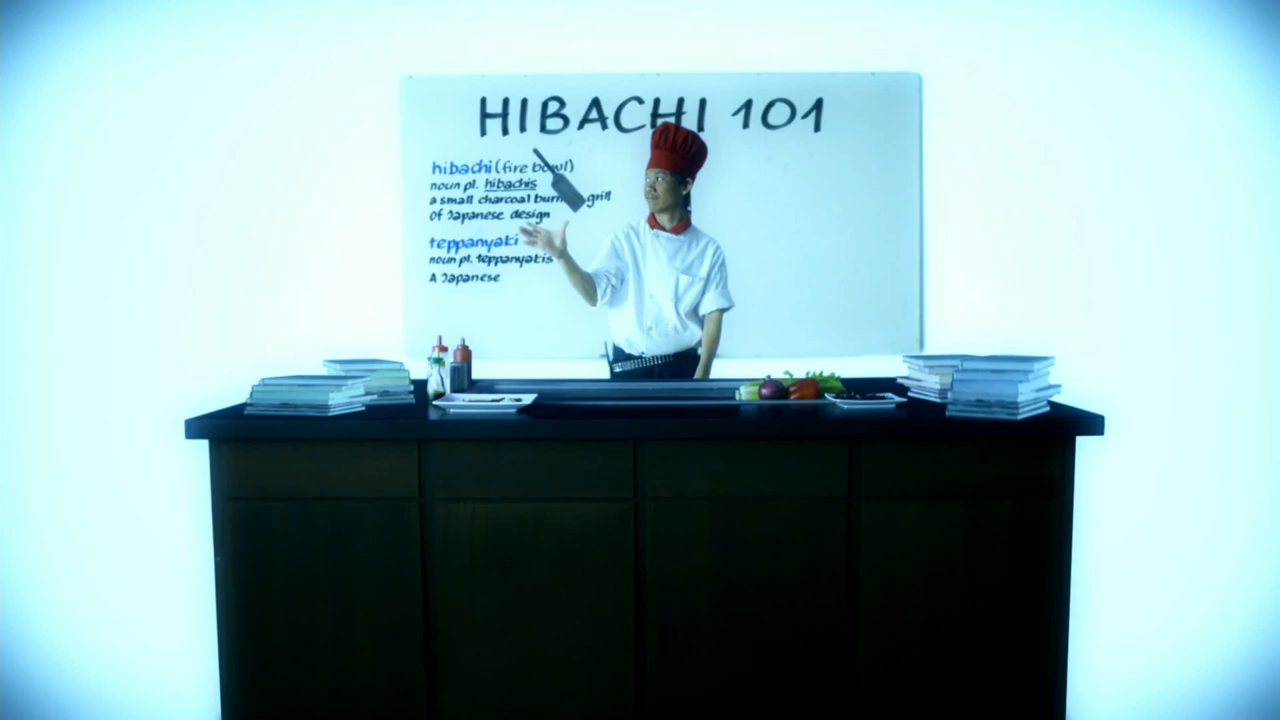 HIBACHI 101
hibachi (fire bowl)
noun pl. hibachis
a small charcoal grill
of Japanese design
teppanyaki
noun pl. teppanyakis
A Japanese